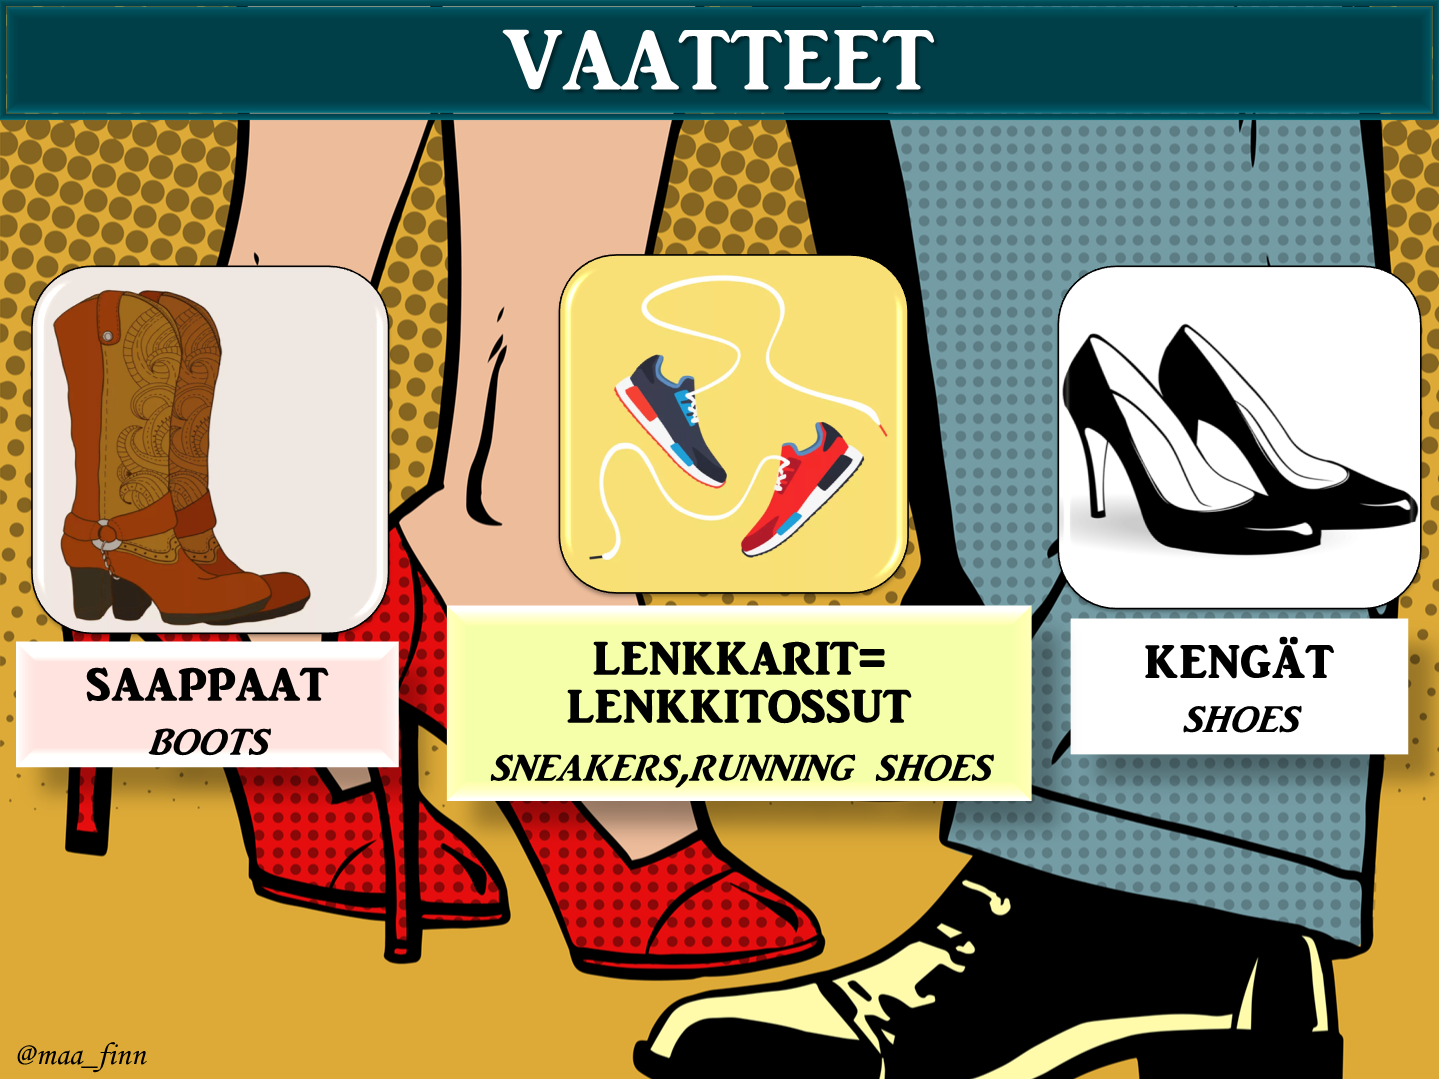 VAATTEET
SAAPPAAT
BOOTS
LENKKARIT=
LENKKITOSSUT
SNEAKERS,RUNNING SHOES
KENGÄT
SHOES
@maa_finn